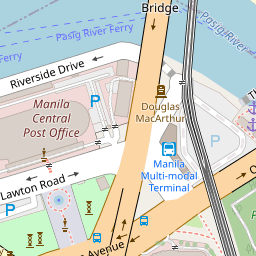 Bridge
Pasig River Ferry
Ferry
Pasig River
Riverside Drive
P
Manila
Central
Post Office
Douglas
MacArthur
Manila
Multi-modal
Terminal
Lawton Road
P
Avenue